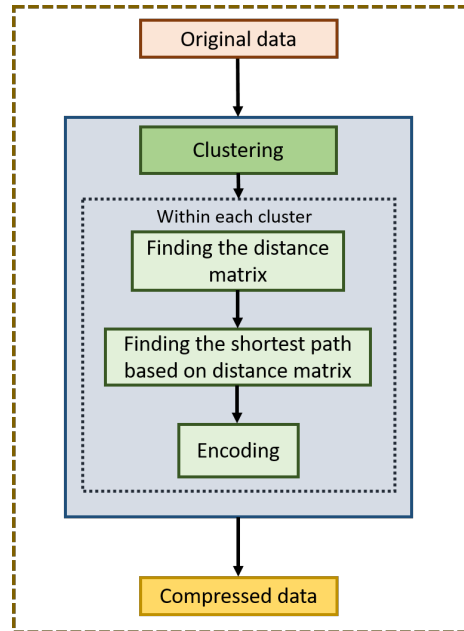 Original data
Clustering
Within each cluster
Finding the distance
matrix
Finding the shortest path
based on distance matrix
Encoding
Compressed data